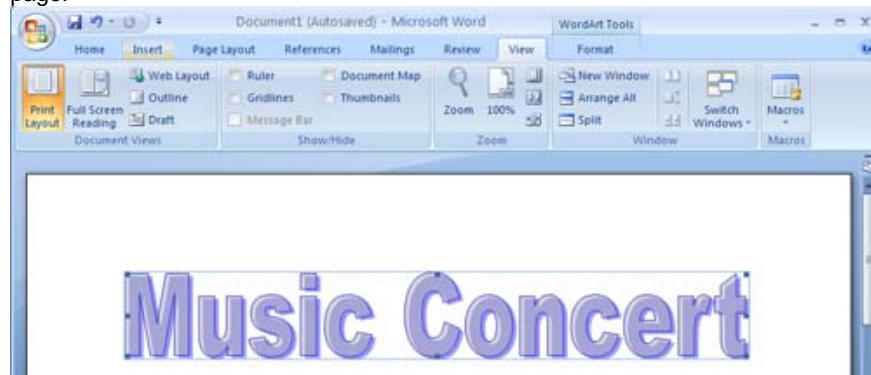 page.
Document1 (Autosaved) - Microsoft Word WordArt Tools
Home Insert Page Layout References Mailings Review View Format
Print Layout
Full Screen Reading
Web Layout
Outline
Draft
Document Views
Ruler
Gridlines
Message Bar
Document Map
Thumbnails
Show/Hide
Zoom
100%
Zoom
New Window
Arrange All
Split
Switch Windows
Window
Macros
Macros
Music Concert